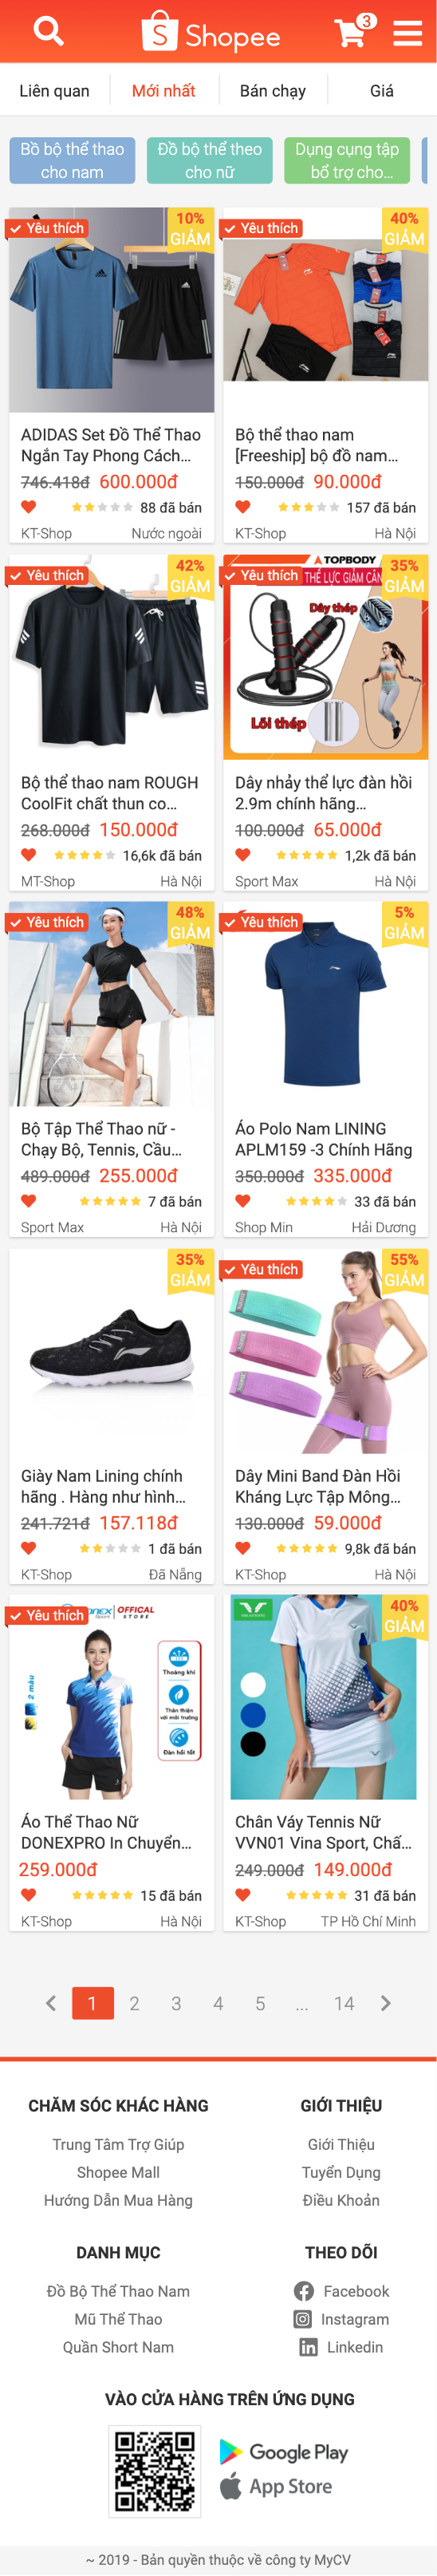 Shopee
3
Liên quan
Mới nhất
Bán chạy
Giá
Bồ bộ thể thao
cho nam
Đồ bộ thể theo
cho nữ
Dụng cụng tập
bổ trợ cho...
Yêu thích
10%
GIẢM
ADIDAS Set Đồ Thể Thao
Ngắn Tay Phong Cách...
746.418đ 600.000đ
88 đã bán
KT-Shop Nước ngoài
Yêu thích
40%
GIẢM
Bộ thể thao nam
[Freeship] bộ đồ nam...
150.000đ 90.000đ
157 đã bán
KT-Shop Hà Nội
Yêu thích
42%
GIẢM
Bộ thể thao nam ROUGH
CoolFit chất thun co...
268.000đ 150.000đ
16,6k đã bán
MT-Shop Hà Nội
TOPBODY
Yêu thích
THỂ LỰC GIẢM CÂN
35%
GIẢM
Dây thép
Lõi thép
Dây nhảy thể lực đàn hồi
2.9m chính hãng...
100.000đ 65.000đ
1,2k đã bán
Sport Max Hà Nội
Yêu thích
48%
GIẢM
Bộ Tập Thể Thao nữ -
Chạy Bộ, Tennis, Cầu...
489.000đ 255.000đ
7 đã bán
Sport Max Hà Nội
Yêu thích
5%
GIẢM
Áo Polo Nam LINING
APLM159 -3 Chính Hãng
350.000đ 335.000đ
33 đã bán
Shop Min Hải Dương
35%
GIẢM
Giày Nam Lining chính
hãng . Hàng như hình...
241.721đ 157.118đ
1 đã bán
KT-Shop Đã Nẵng
Yêu thích
55%
GIẢM
Dây Mini Band Đàn Hồi
Kháng Lực Tập Mông...
130.000đ 59.000đ
9,8k đã bán
KT-Shop Hà Nội
Yêu thích
OFFICIAL
STORE
2 màu
Thoáng khí
Thân thiện
với môi trường
Đàn hồi tốt
Áo Thể Thao Nữ
DONEXPRO In Chuyển...
259.000đ
15 đã bán
KT-Shop Hà Nội
40%
GIẢM
Chân Váy Tennis Nữ
VVN01 Vina Sport, Chấ...
249.000đ 149.000đ
31 đã bán
KT-Shop TP Hồ Chí Minh
1 2 3 4 5 ... 14
CHĂM SÓC KHÁC HÀNG
Trung Tâm Trợ Giúp
Shopee Mall
Hướng Dẫn Mua Hàng
GIỚI THIỆU
Giới Thiệu
Tuyển Dụng
Điều Khoản
DANH MỤC
Đồ Bộ Thể Thao Nam
Mũ Thể Thao
Quần Short Nam
THEO DÕI
Facebook
Instagram
Linkedin
VÀO CỬA HÀNG TRÊN ỨNG DỤNG
Google Play
App Store
~ 2019 - Bản quyền thuộc về công ty MyCV